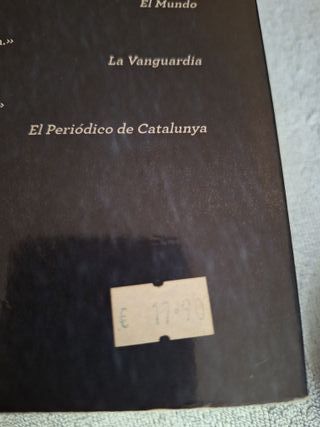 El Mundo
.»
La Vanguardia
»
El Periódico de Catalunya
€ 17.90